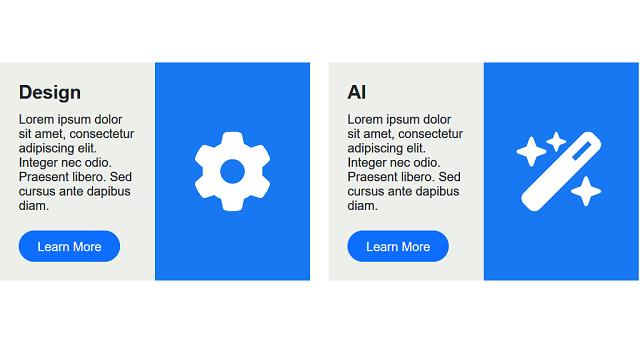 Design
Lorem ipsum dolor
sit amet, consectetur
adipiscing elit.
Integer nec odio.
Praesent libero. Sed
cursus ante dapibus
diam.
Learn More
AI
Lorem ipsum dolor
sit amet, consectetur
adipiscing elit.
Integer nec odio.
Praesent libero. Sed
cursus ante dapibus
diam.
Learn More